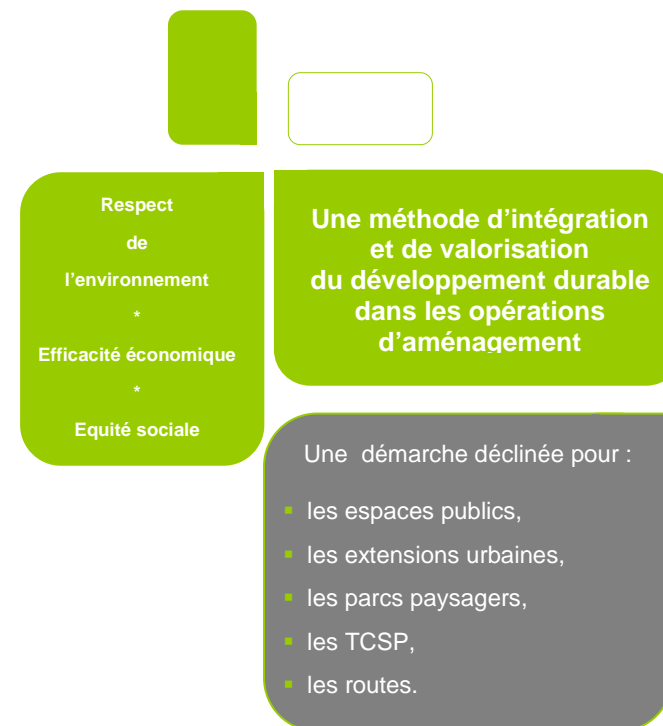 Respect
de
l'environnement
*
Efficacité économique
*
Equité sociale
Une méthode d'intégration
et de valorisation
du développement durable
dans les opérations
d'aménagement
Une démarche déclinée pour :
▪ les espaces publics,
▪ les extensions urbaines,
▪ les parcs paysagers,
▪ les TCSP,
▪ les routes.